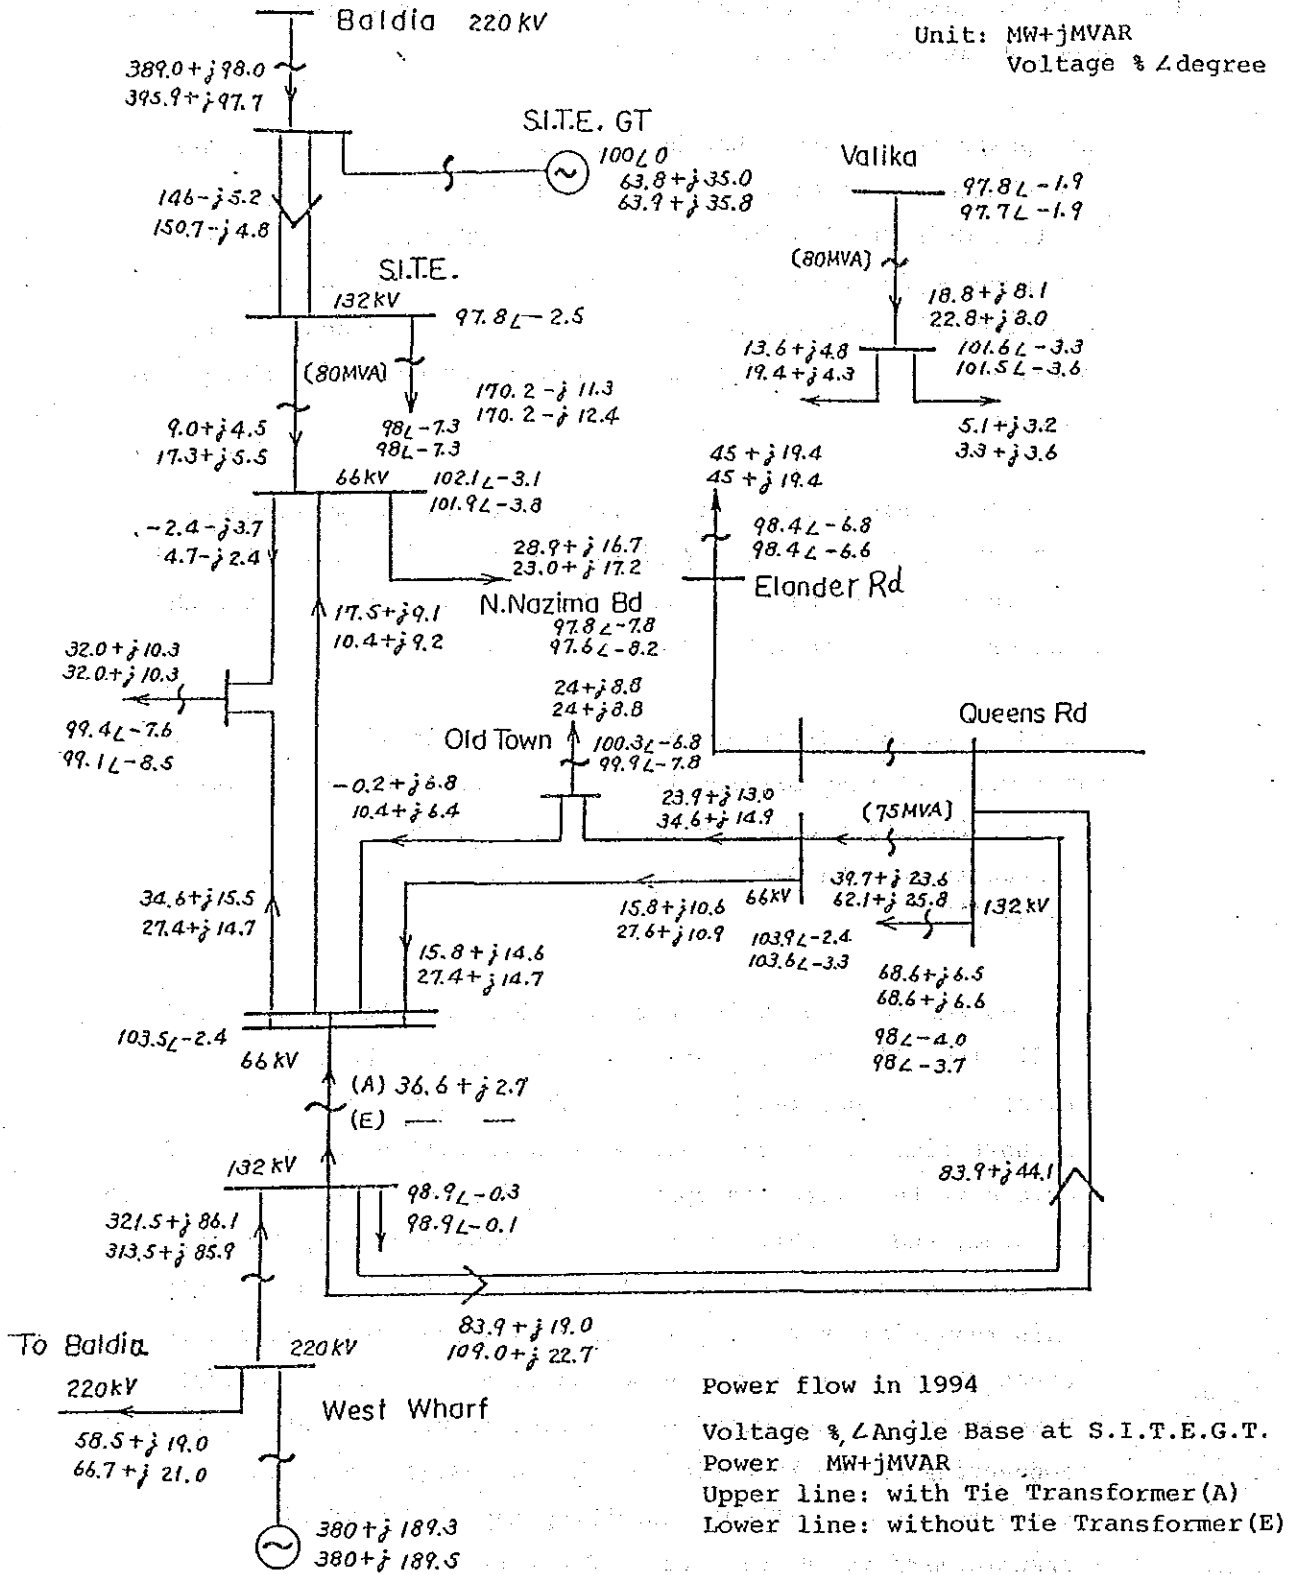 Baldia 220 kV
Unit: MW+jMVAR
Voltage % ∠degree
389.0+j98.0
395.9+j97.7
S.I.T.E. GT
100∠0
63.8+j35.0
63.9+j35.8
Valika
97.8∠-1.9
97.7∠-1.9
146-j5.2
150.7-j4.8
(80MVA)
S.I.T.E.
132kV
97.8∠-2.5
18.8+j8.1
22.8+j8.0
13.6+j4.8
19.4+j4.3
101.6∠-3.3
101.5∠-3.6
(80MVA)
170.2-j11.3
170.2-j12.4
98∠-7.3
98∠-7.3
5.1+j3.2
3.3+j3.6
9.0+j4.5
17.3+j5.5
45+j19.4
45+j19.4
66kV
102.1∠-3.1
101.9∠-3.8
-2.4-j3.7
4.7-j2.4
28.9+j16.7
23.0+j17.2
98.4∠-6.8
98.4∠-6.6
Elander Rd
N.Nazima Bd
97.8∠-7.8
97.6∠-8.2
17.5+j9.1
10.4+j9.2
32.0+j10.3
32.0+j10.3
24+j8.8
24+j8.8
99.4∠-7.6
99.1∠-8.5
Queens Rd
Old Town
100.3∠-6.8
99.9∠-7.8
-0.2+j6.8
10.4+j6.4
23.9+j13.0
34.6+j14.9
(75MVA)
34.6+j15.5
27.4+j14.7
39.7+j23.6
62.1+j25.8
15.8+j10.6
27.6+j10.9
66kV
132kV
103.9∠-2.4
103.6∠-3.3
15.8+j14.6
27.4+j14.7
68.6+j6.5
68.6+j6.6
103.5∠-2.4
66kV
98∠-4.0
98∠-3.7
(A) 36.6+j2.7
(E) — —
132kV
98.9∠-0.3
98.9∠-0.1
83.9+j44.1
321.5+j86.1
313.5+j85.9
83.9+j19.0
109.0+j22.7
To Baldia
220kV
220kV
West Wharf
58.5+j19.0
66.7+j21.0
380+j189.3
380+j189.5
Power flow in 1994
Voltage %,∠Angle Base at S.I.T.E.G.T.
Power MW+jMVAR
Upper line: with Tie Transformer(A)
Lower line: without Tie Transformer(E)